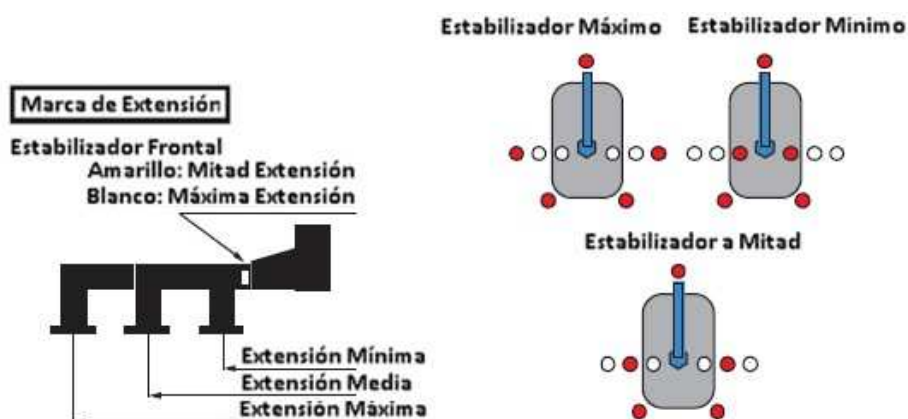 Estabilizador Máximo
Estabilizador Minimo
Marca de Extensión
Estabilizador Frontal
Amarillo: Mitad Extensión
Blanco: Máxima Extensión
Estabilizador a Mitad
Extensión Mínima
Extensión Media
Extensión Máxima